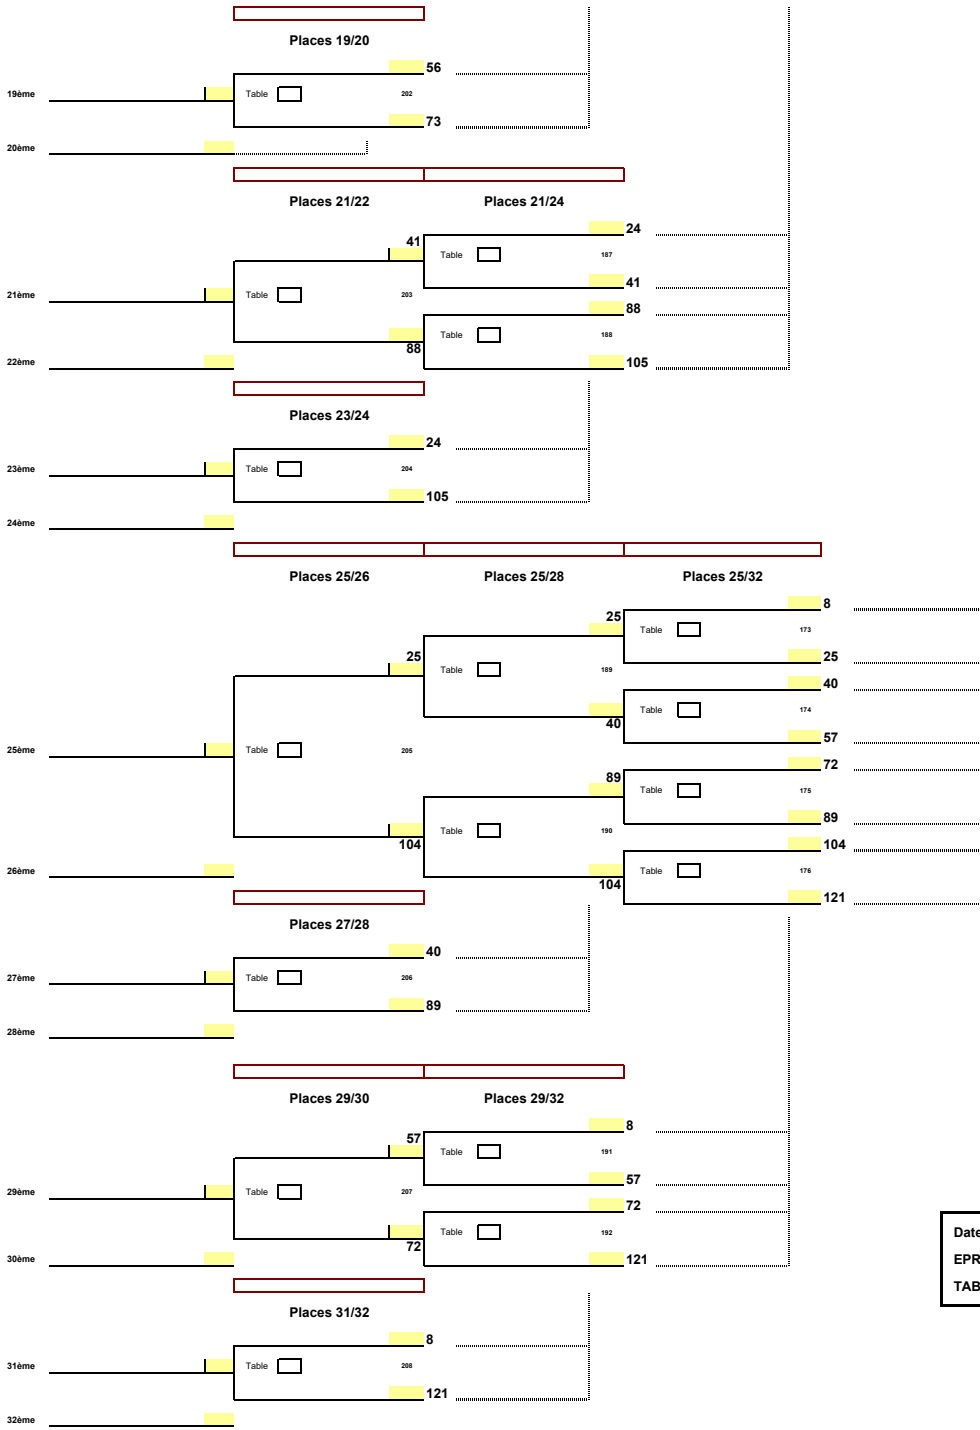 Places 19/20
56
19ème Table 202
73
20ème
Places 21/22 Places 21/24
24
41 Table 187
41
21ème Table 203
88
Table 188
88 105
22ème
Places 23/24
24
23ème Table 204
105
24ème
Places 25/26 Places 25/28 Places 25/32
8
25 Table 173
25 Table 189 25
40
40 Table 174
57
25ème Table 205
72
89 Table 175
89
104 Table 190
104
26ème 104 Table 176
121
Places 27/28
40
27ème Table 206
89
28ème
Places 29/30 Places 29/32
8
57 Table 191
57
29ème Table 207
72
72 Table 192
30ème 121
Places 31/32
8
31ème Table 208
121
32ème
Date
EPR
TAB